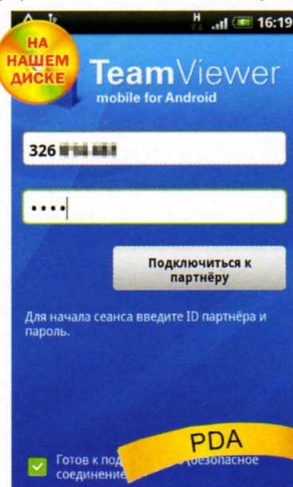 16:19
НА
НАШЕМ
ДИСКЕ
TeamViewer
mobile for Android
326
••••
Подключиться к
партнёру
Для начала сеанса введите ID партнёра и
пароль.
PDA
Готов к (безопасное
соединение